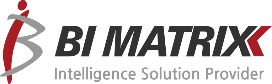 BI MATRIX
Intelligence Solution Provider